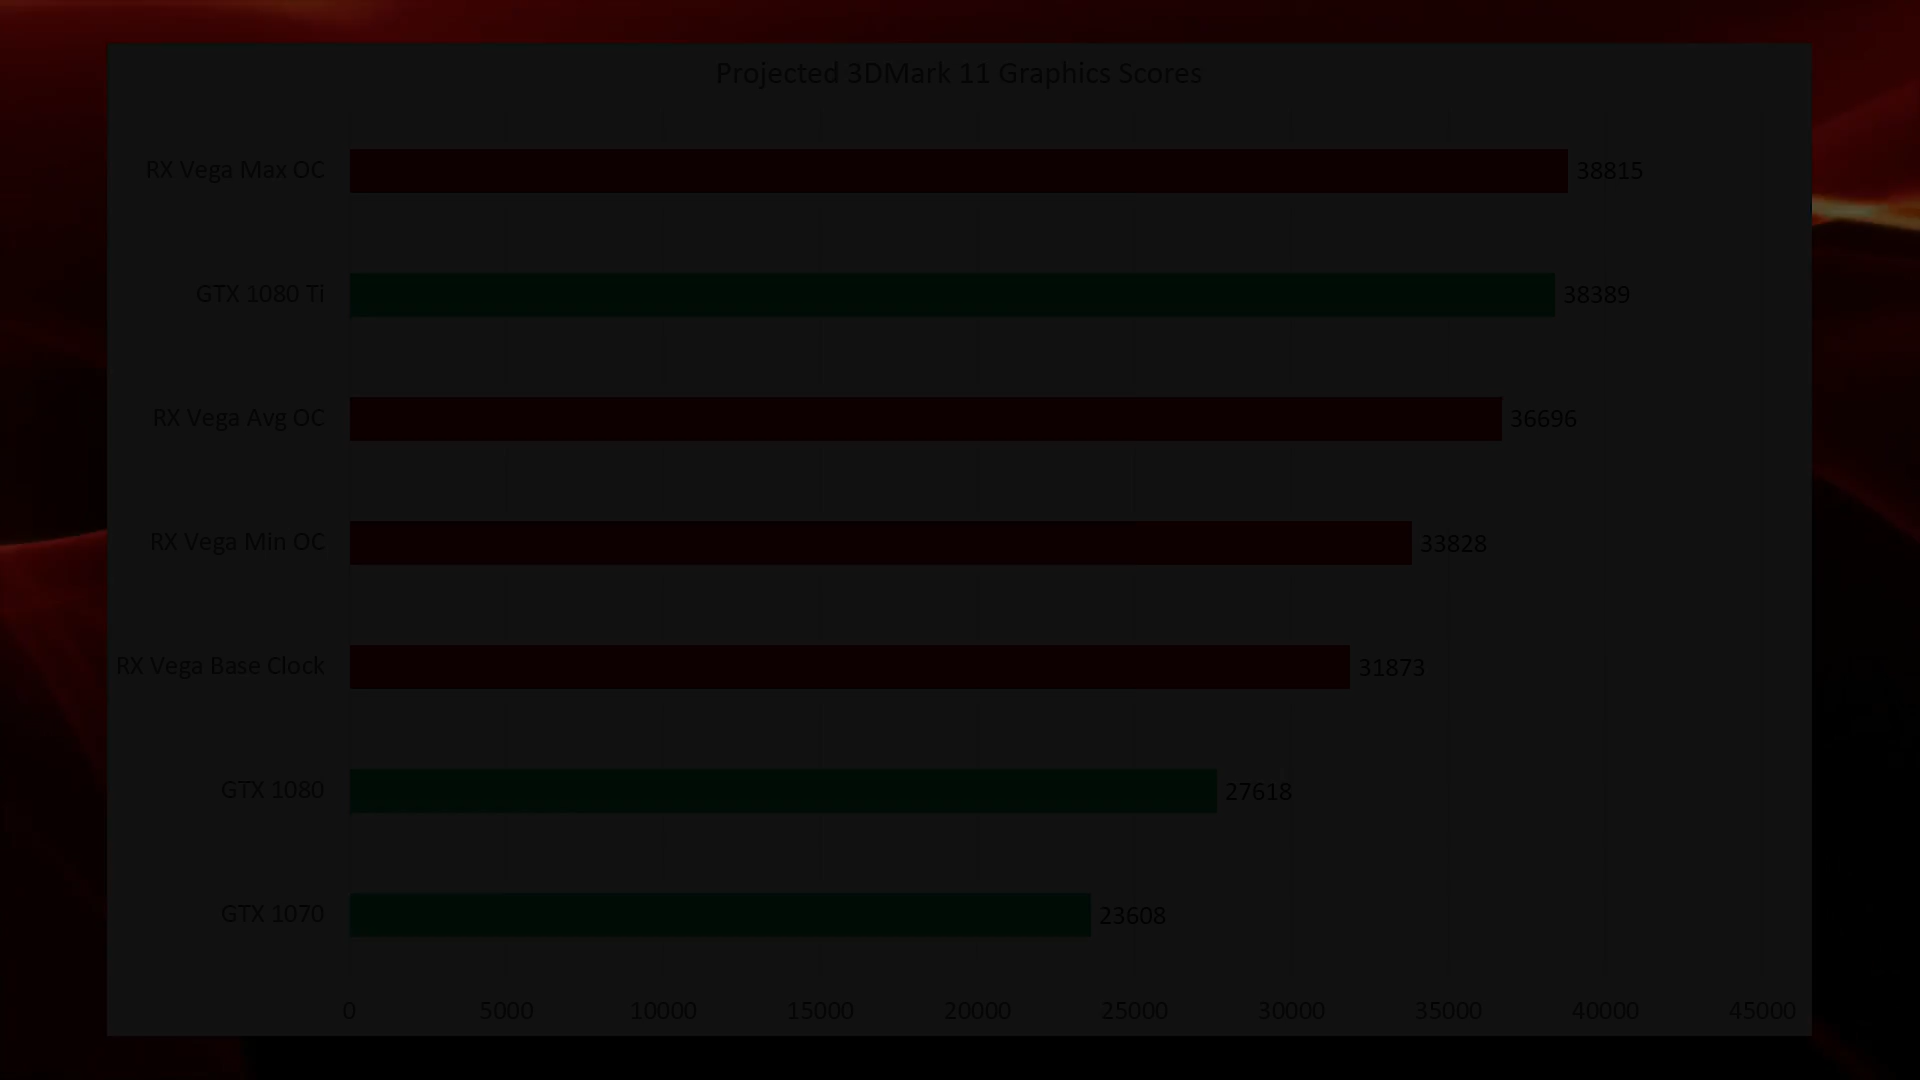 Projected 3DMark 11 Graphics Scores
RX Vega Max OC 38815
GTX 1080 Ti 38389
RX Vega Avg OC 36696
RX Vega Min OC 33828
RX Vega Base Clock 31873
GTX 1080 27618
GTX 1070 23608
0 5000 10000 15000 20000 25000 30000 35000 40000 45000